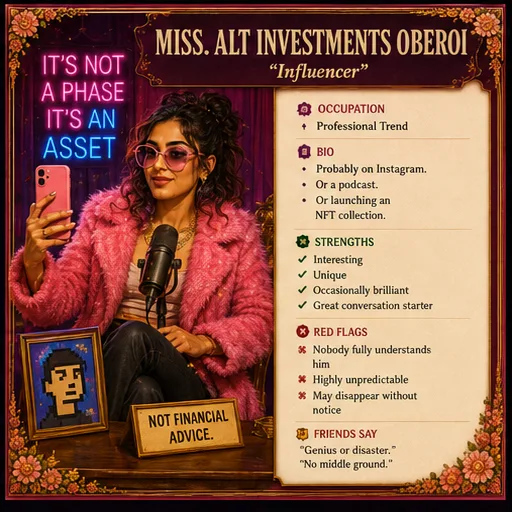 MISS. ALT INVESTMENTS OBEROI
"Influencer"
IT'S NOT
A PHASE
IT'S AN
ASSET
OCCUPATION
Professional Trend
BIO
• Probably on Instagram.
• Or a podcast.
• Or launching an
NFT collection.
STRENGTHS
✓ Interesting
✓ Unique
✓ Occasionally brilliant
✓ Great conversation starter
RED FLAGS
✖ Nobody fully understands
him
✖ Highly unpredictable
✖ May disappear without
notice
FRIENDS SAY
"Genius or disaster."
"No middle ground."
NOT FINANCIAL
ADVICE.